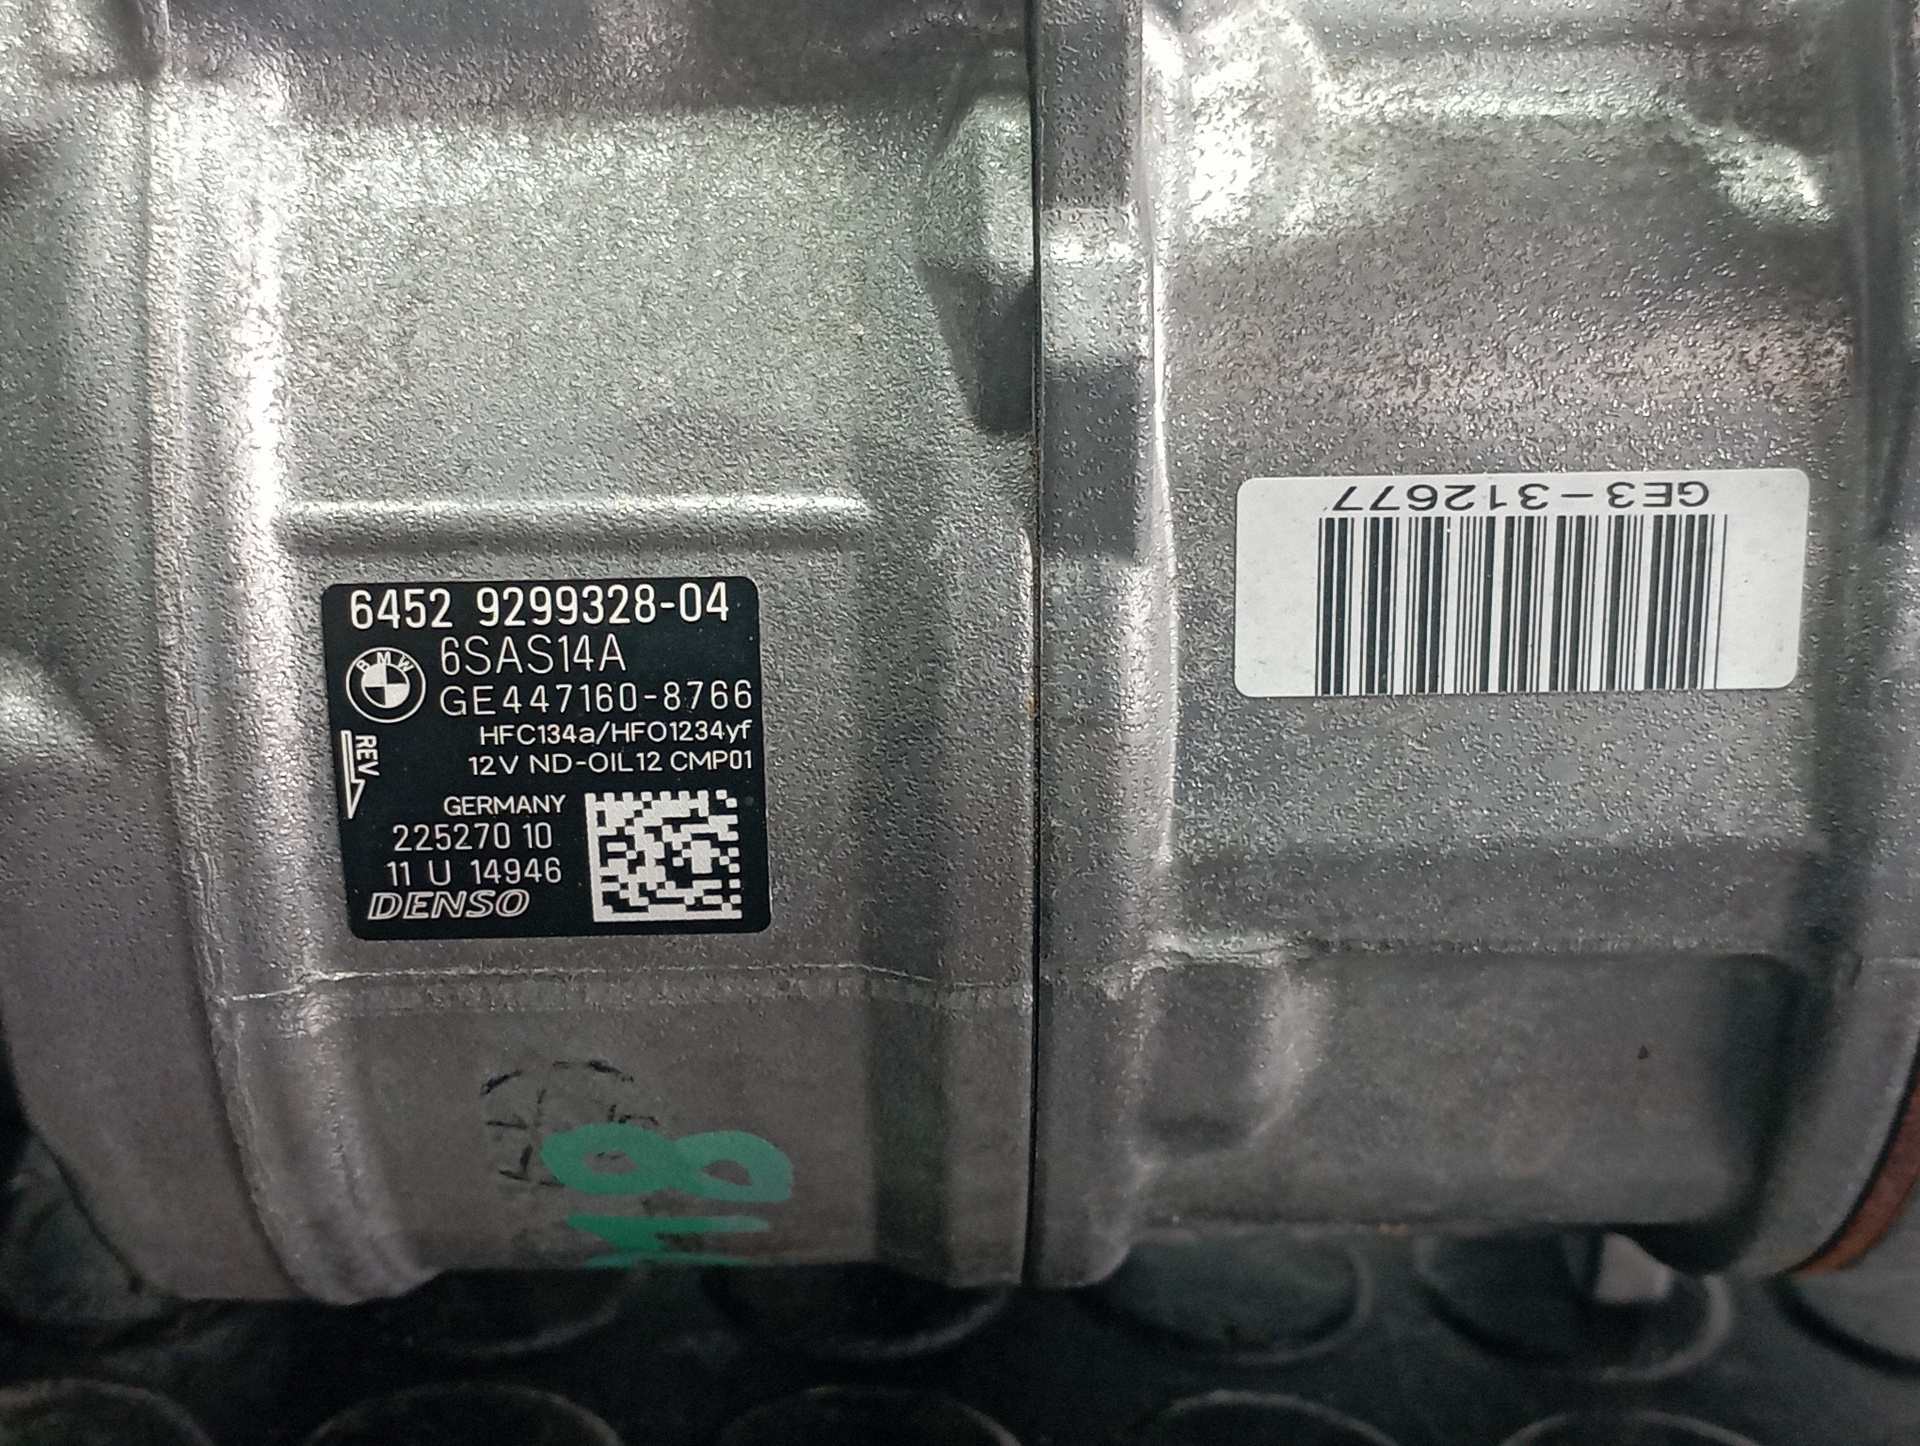 6452 9299328-04
BMW
6SAS14A
GE447160-8766
HFC134a/HFO1234yf
12V ND-OIL12 CMP01
REV
GERMANY
225270 10
11 U 14946
DENSO
GE3-312677
18